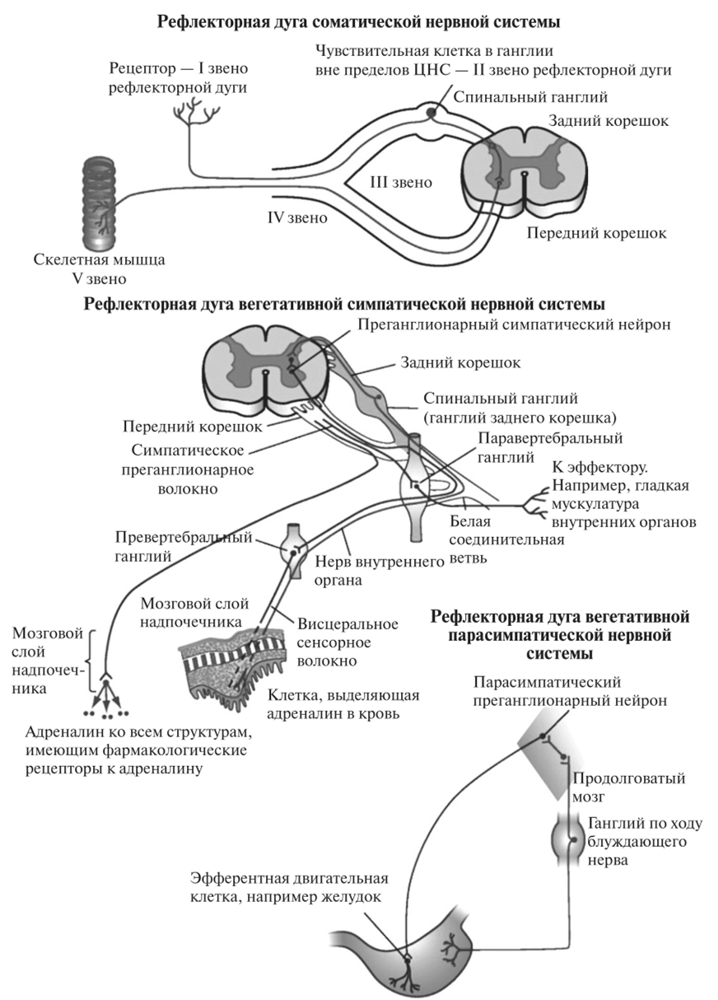 Рефлекторная дуга соматической нервной системы
Чувствительная клетка в ганглии
вне пределов ЦНС — II звено рефлекторной дуги
Рецептор — I звено
рефлекторной дуги
Спинальный ганглий
Задний корешок
III звено
IV звено
Передний корешок
Скелетная мышца
V звено
Рефлекторная дуга вегетативной симпатической нервной системы
Преганглионарный симпатический нейрон
Задний корешок
Спинальный ганглий
(ганглий заднего корешка)
Передний корешок
Симпатическое
преганглионарное
волокно
Паравертебральный
ганглий
К эффектору.
Например, гладкая
мускулатура
внутренних органов
Белая
соединительная
ветвь
Превертебральный
ганглий
Нерв внутреннего
органа
Мозговой слой
надпочечника
Висцеральное
сенсорное
волокно
Мозговой
слой
надпочеч-
ника
Клетка, выделяющая
адреналин в кровь
Адреналин ко всем структурам,
имеющим фармакологические
рецепторы к адреналину
Рефлекторная дуга вегетативной
парасимпатической нервной
системы
Парасимпатический
преганглионарный нейрон
Продолговатый
мозг
Ганглий по ходу
блуждающего
нерва
Эфферентная двигательная
клетка, например желудок